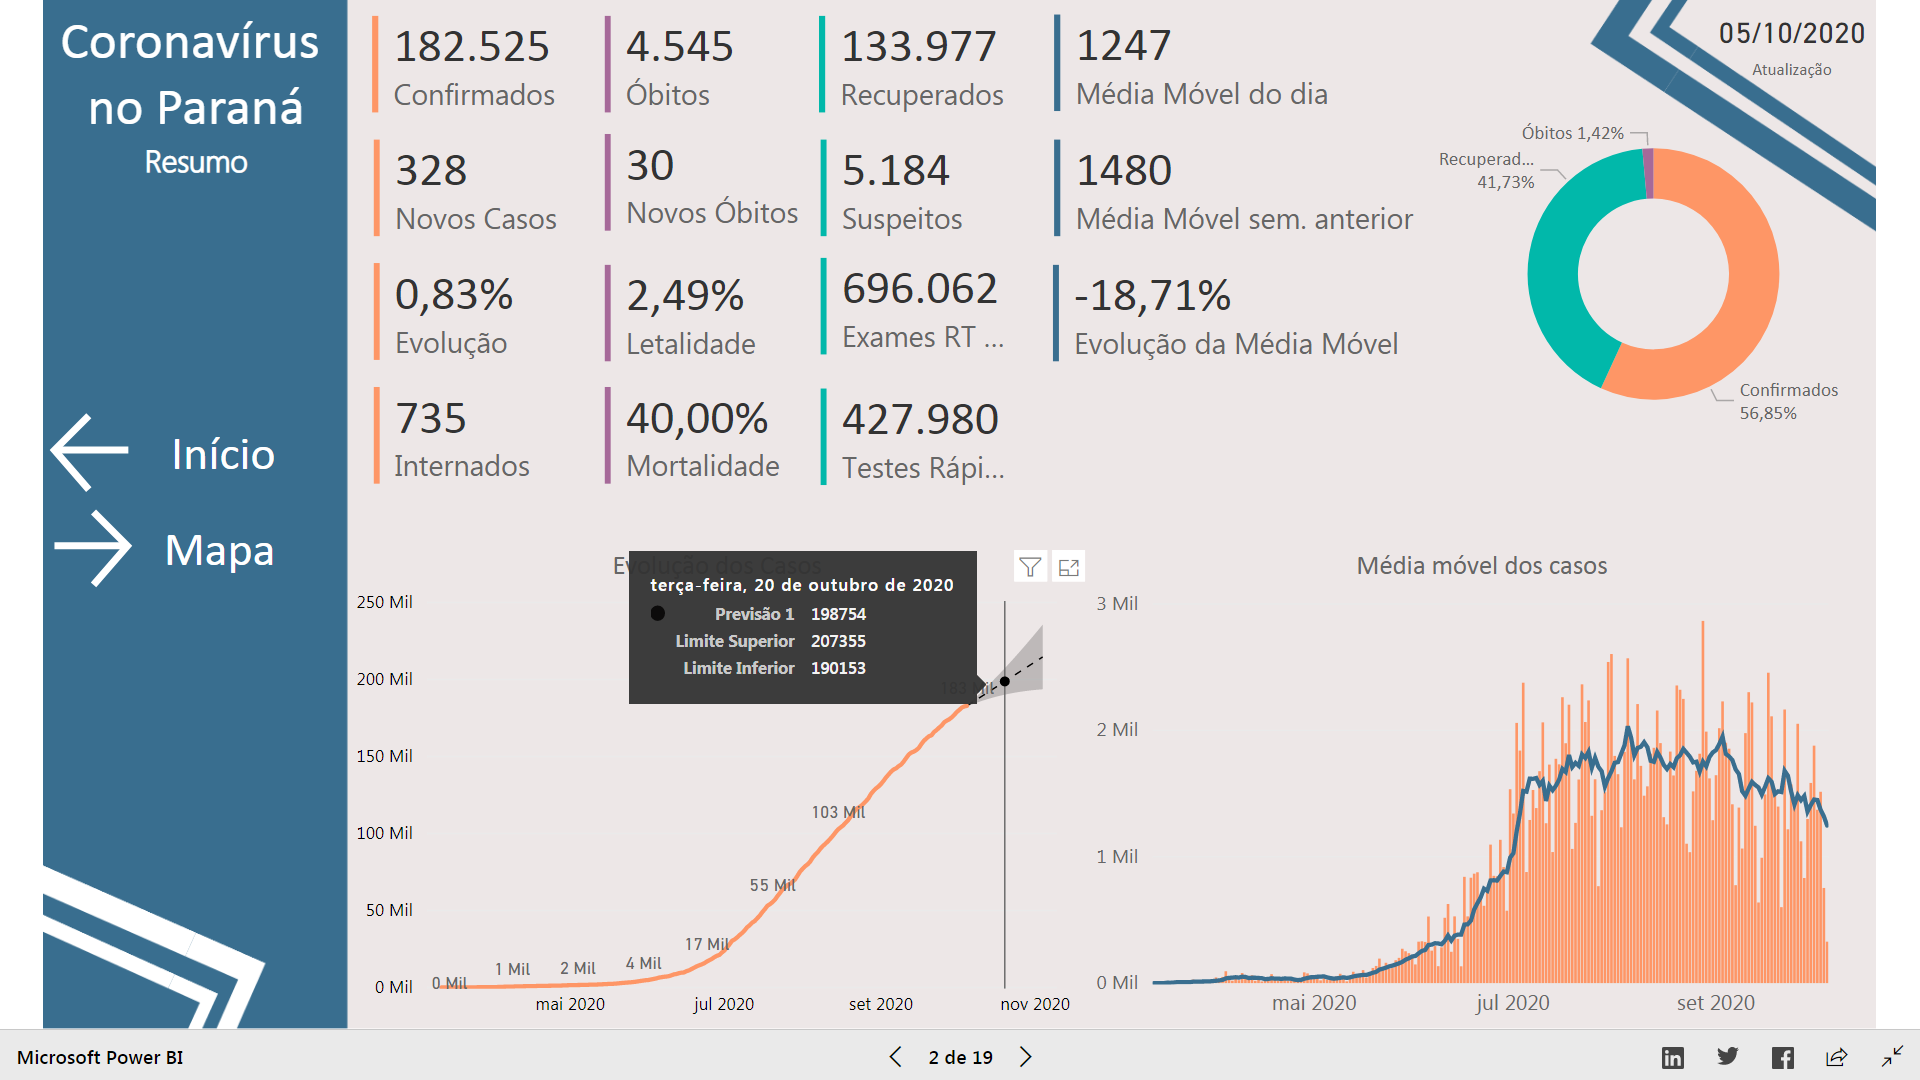 Coronavírus
no Paraná
Resumo
Início
Mapa
182.525
Confirmados
4.545
Óbitos
133.977
Recuperados
1247
Média Móvel do dia
328
Novos Casos
30
Novos Óbitos
5.184
Suspeitos
1480
Média Móvel sem. anterior
0,83%
Evolução
2,49%
Letalidade
696.062
Exames RT ...
-18,71%
Evolução da Média Móvel
735
Internados
40,00%
Mortalidade
427.980
Testes Rápi...
05/10/2020
Atualização
Óbitos 1,42%
Recuperad...
41,73%
Confirmados
56,85%
Evolução dos Casos
terça-feira, 20 de outubro de 2020
Previsão 1 198754
Limite Superior 207355
Limite Inferior 190153
250 Mil
200 Mil
150 Mil
100 Mil
50 Mil
0 Mil
0 Mil
1 Mil
2 Mil
4 Mil
17 Mil
55 Mil
103 Mil
183 Mil
mai 2020
jul 2020
set 2020
nov 2020
Média móvel dos casos
3 Mil
2 Mil
1 Mil
0 Mil
mai 2020
jul 2020
set 2020
Microsoft Power BI
2 de 19